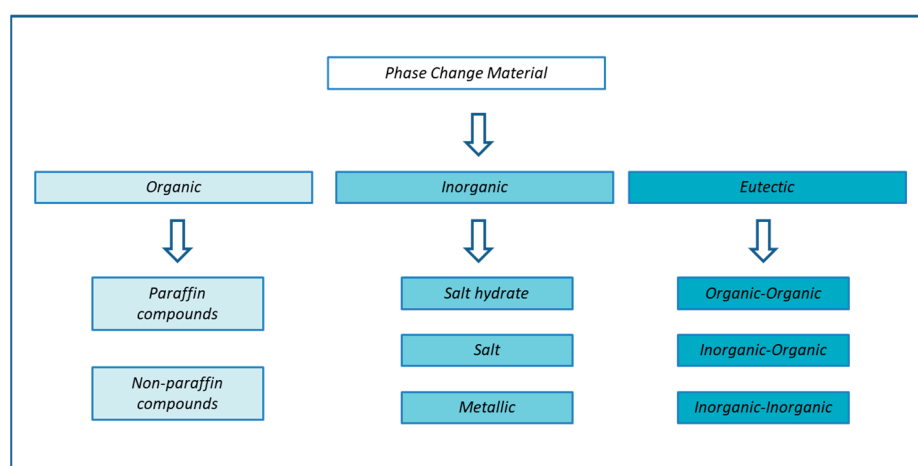 Phase Change Material
Organic
Inorganic
Eutectic
Paraffin
compounds
Non-paraffin
compounds
Salt hydrate
Salt
Metallic
Organic-Organic
Inorganic-Organic
Inorganic-Inorganic